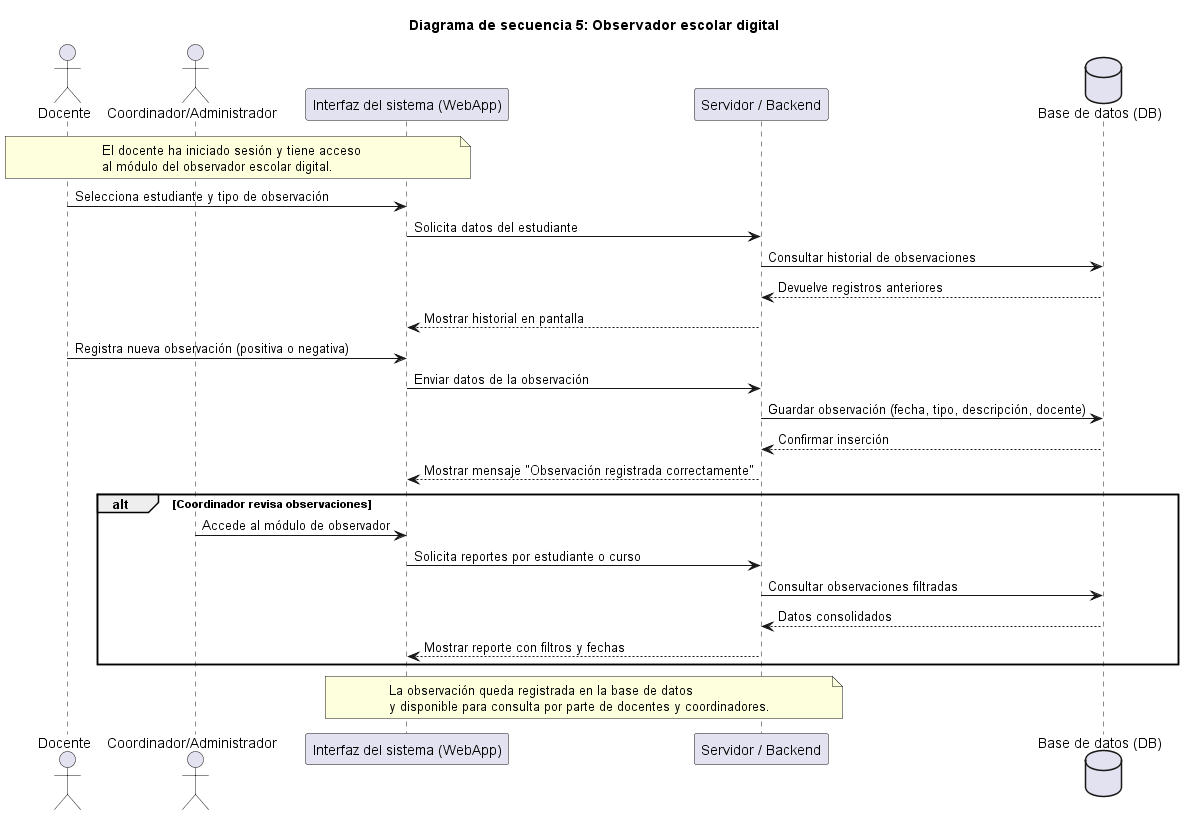 Diagrama de secuencia 5: Observador escolar digital
Docente
Coordinador/Administrador
Interfaz del sistema (WebApp)
Servidor / Backend
Base de datos (DB)
El docente ha iniciado sesión y tiene acceso
al módulo del observador escolar digital.
Selecciona estudiante y tipo de observación
Solicita datos del estudiante
Consultar historial de observaciones
Devuelve registros anteriores
Mostrar historial en pantalla
Registra nueva observación (positiva o negativa)
Enviar datos de la observación
Guardar observación (fecha, tipo, descripción, docente)
Confirmar inserción
Mostrar mensaje "Observación registrada correctamente"
alt
[Coordinador revisa observaciones]
Accede al módulo de observador
Solicita reportes por estudiante o curso
Consultar observaciones filtradas
Datos consolidados
Mostrar reporte con filtros y fechas
La observación queda registrada en la base de datos
y disponible para consulta por parte de docentes y coordinadores.
Docente
Coordinador/Administrador
Interfaz del sistema (WebApp)
Servidor / Backend
Base de datos (DB)